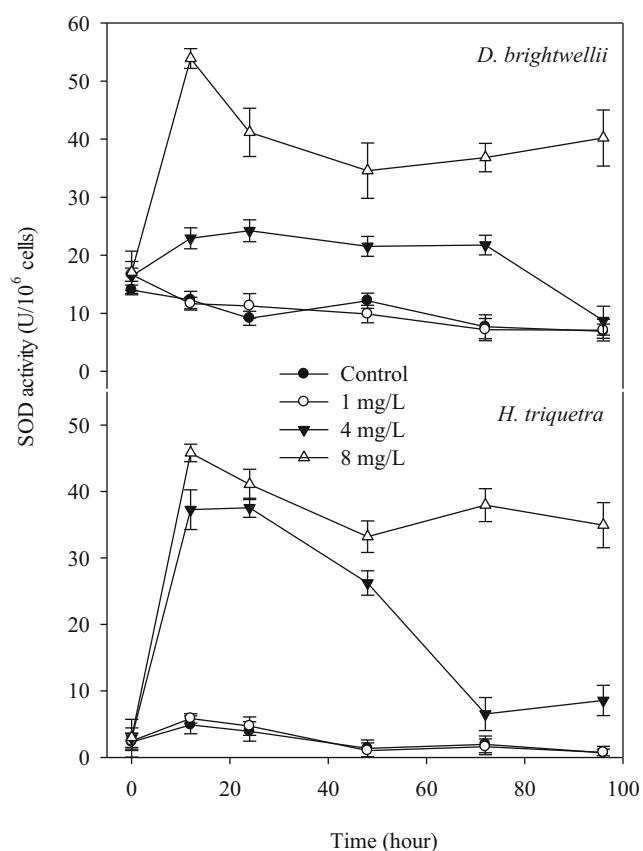 60
D. brightwellii
50
40
30
20
10
0
SOD activity (U/10⁶ cells)
Control
1 mg/L
4 mg/L
8 mg/L
H. triquetra
40
30
20
10
0
0 20 40 60 80 100
Time (hour)